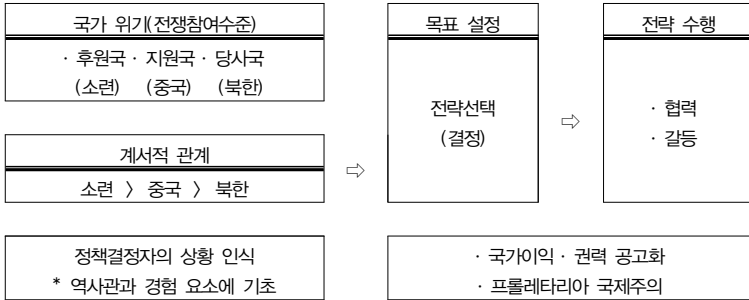 국가 위기(전쟁참여수준)
· 후원국 · 지원국 · 당사국
(소련) (중국) (북한)
계서적 관계
소련 〉 중국 〉 북한
정책결정자의 상황 인식
* 역사관과 경험 요소에 기초
⇨
목표 설정
전략선택
(결정)
⇨
전략 수행
· 협력
· 갈등
· 국가이익 · 권력 공고화
· 프롤레타리아 국제주의